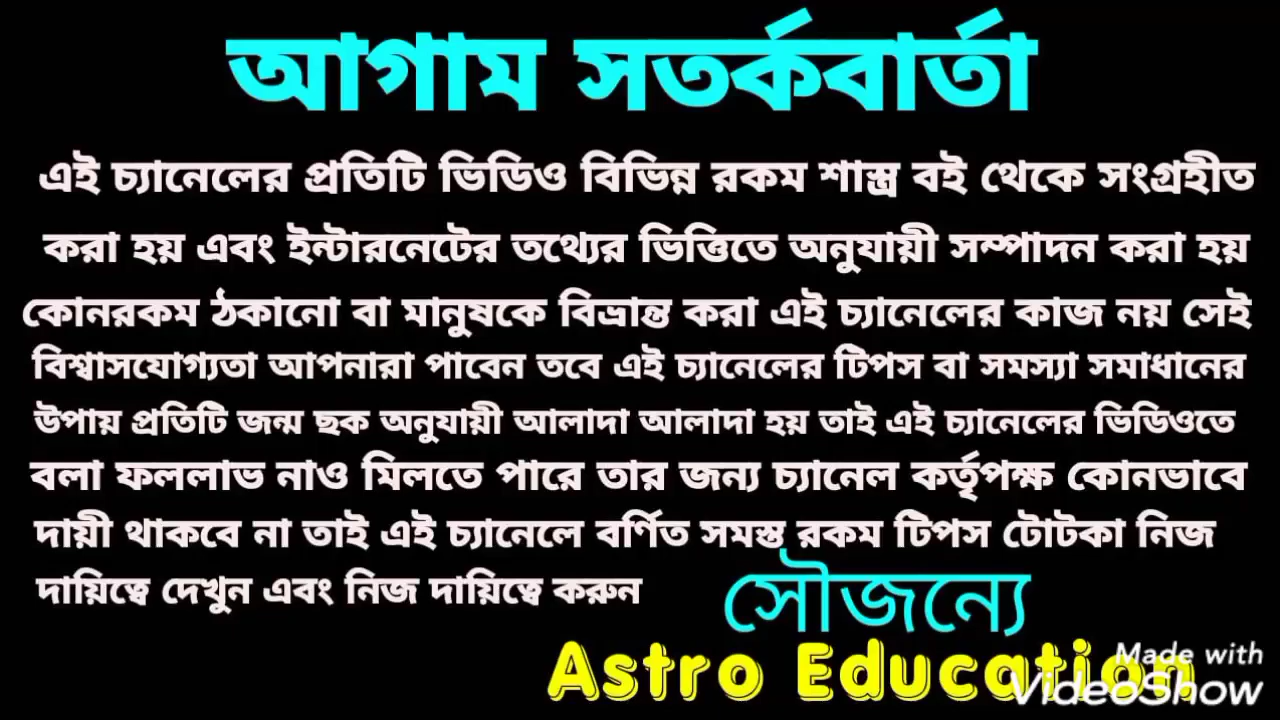 আগাম সতর্কবার্তা
এই চ্যানেলের প্রতিটি ভিডিও বিভিন্ন রকম শাস্ত্র বই থেকে সংগ্রহীত
করা হয় এবং ইন্টারনেটের তথ্যের ভিত্তিতে অনুযায়ী সম্পাদন করা হয়
কোনরকম ঠকানো বা মানুষকে বিভ্রান্ত করা এই চ্যানেলের কাজ নয় সেই
বিশ্বাসযোগ্যতা আপনারা পাবেন তবে এই চ্যানেলের টিপস বা সমস্যা সমাধানের
উপায় প্রতিটি জন্ম ছক অনুযায়ী আলাদা আলাদা হয় তাই এই চ্যানেলের ভিডিওতে
বলা ফললাভ নাও মিলতে পারে তার জন্য চ্যানেল কর্তৃপক্ষ কোনভাবে
দায়ী থাকবে না তাই এই চ্যানেলে বর্ণিত সমস্ত রকম টিপস টোটকা নিজ
দায়িত্বে দেখুন এবং নিজ দায়িত্বে করুন
সৌজন্যে
Astro Education
Made with
VideoShow